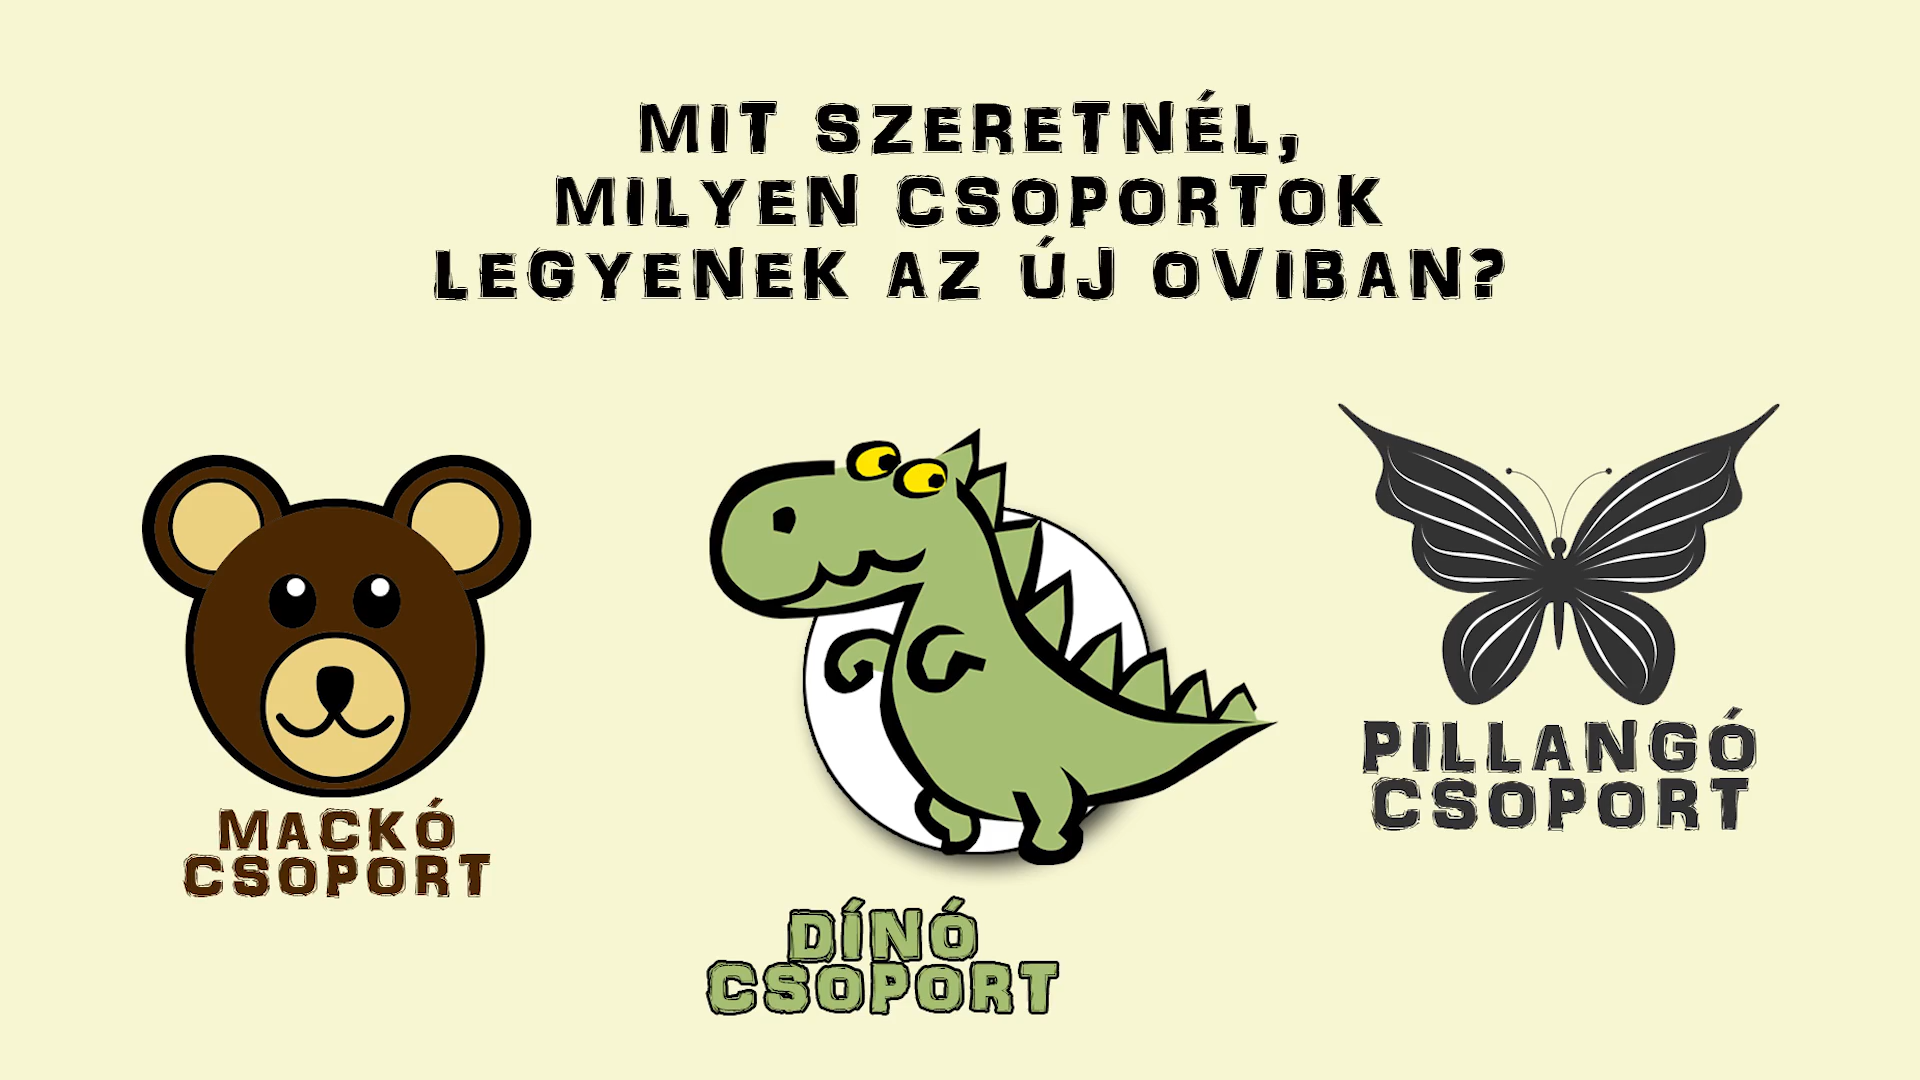 MIT SZERETNÉL,
MILYEN CSOPORTOK
LEGYENEK AZ ÚJ OVIBAN?
MACKÓ
CSOPORT
DÍNÓ
CSOPORT
PILLANGÓ
CSOPORT